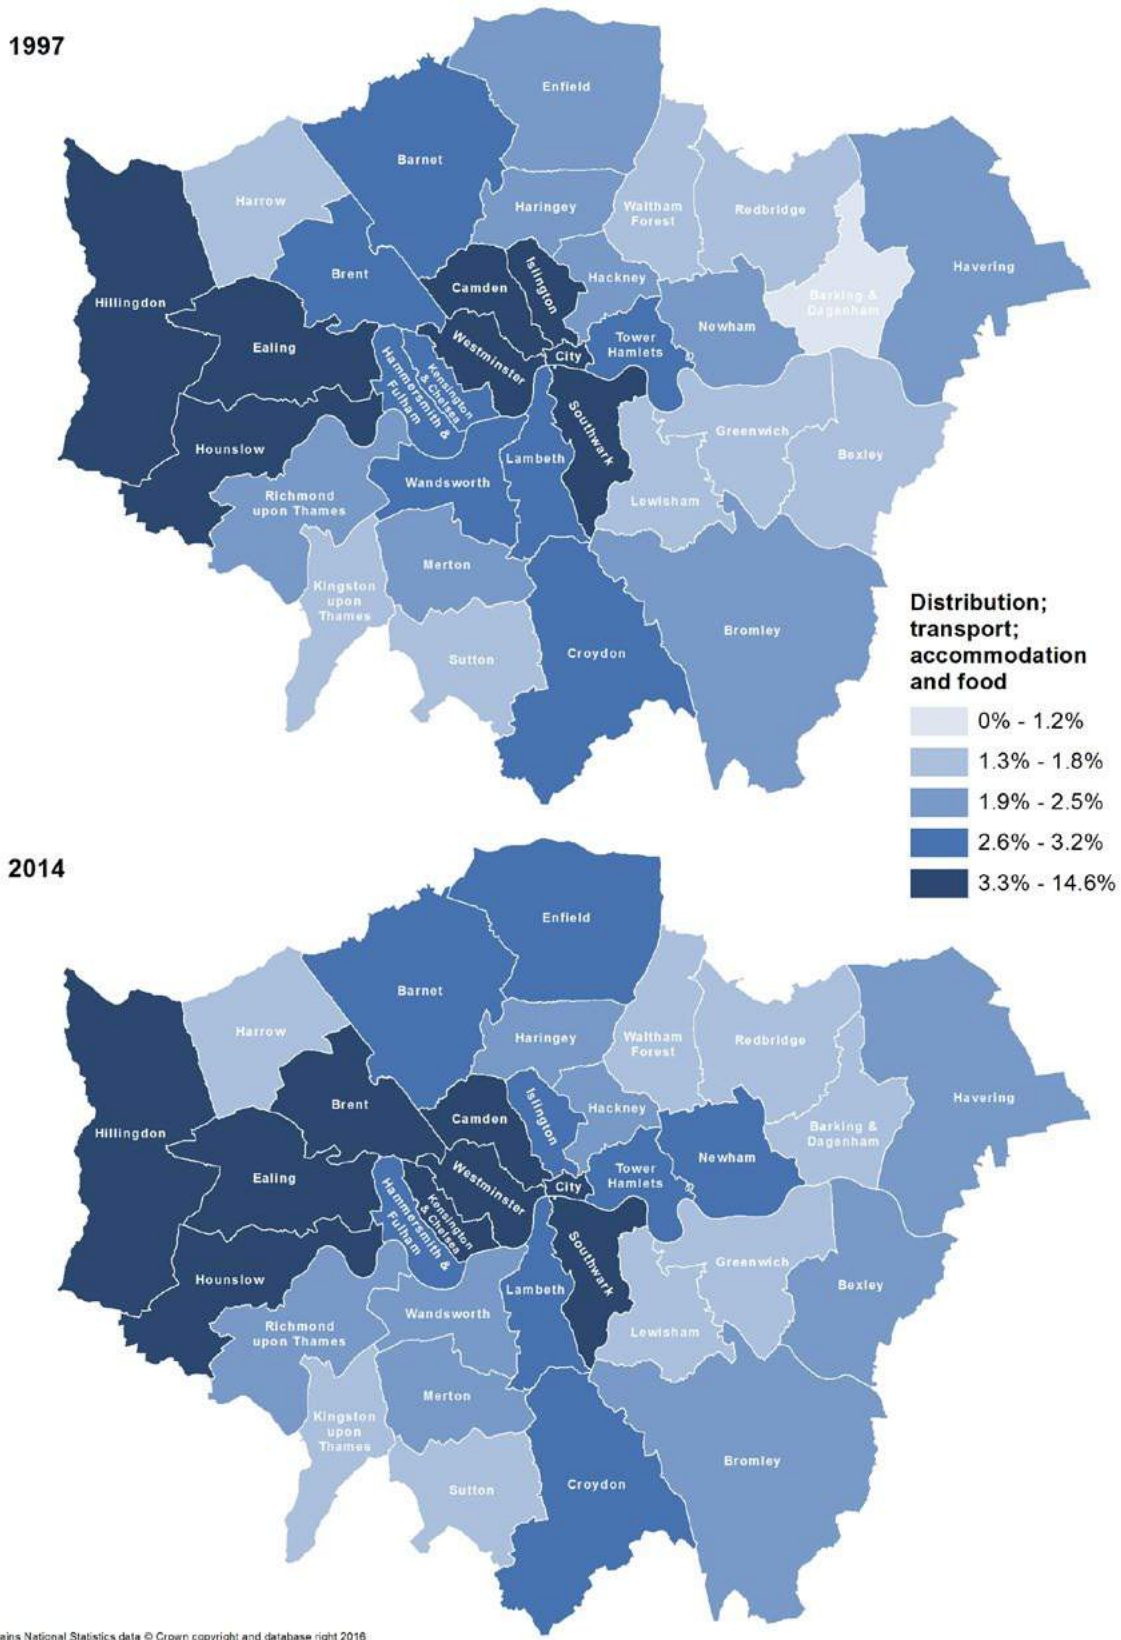 1997
Enfield
Barnet
Harrow
Haringey
Waltham
Forest
Redbridge
Havering
Brent
Camden
Islington
Hackney
Hillingdon
Barking &
Dagenham
Newham
Ealing
Westminster
City
Tower
Hamlets
Hammersmith &
Fulham
Kensington
& Chelsea
Southwark
Greenwich
Hounslow
Lambeth
Bexley
Wandsworth
Richmond
upon Thames
Lewisham
Merton
Kingston
upon
Thames
Bromley
Sutton
Croydon
Distribution;
transport;
accommodation
and food
0% - 1.2%
1.3% - 1.8%
1.9% - 2.5%
2.6% - 3.2%
3.3% - 14.6%
2014
Enfield
Barnet
Harrow
Haringey
Waltham
Forest
Redbridge
Havering
Brent
Camden
Islington
Hackney
Hillingdon
Barking &
Dagenham
Newham
Ealing
Westminster
City
Tower
Hamlets
Hammersmith &
Fulham
Kensington
& Chelsea
Southwark
Greenwich
Hounslow
Lambeth
Bexley
Wandsworth
Richmond
upon Thames
Lewisham
Merton
Kingston
upon
Thames
Bromley
Sutton
Croydon
ains National Statistics data © Crown copyright and database right 2016